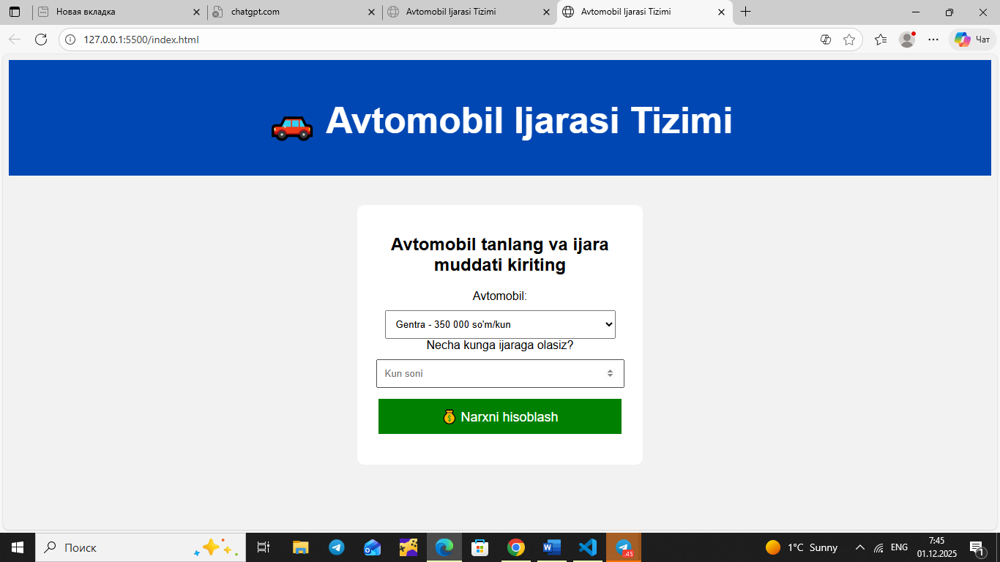 Новая вкладка
chatgpt.com
Avtomobil Ijarasi Tizimi
Avtomobil Ijarasi Tizimi
127.0.0.1:5500/index.html
Чат
Avtomobil Ijarasi Tizimi
Avtomobil tanlang va ijara
muddati kiriting
Avtomobil:
Gentra - 350 000 so'm/kun
Necha kunga ijaraga olasiz?
Kun soni
Narxni hisoblash
Поиск
.45
1°C Sunny
ENG
7:45
01.12.2025
1